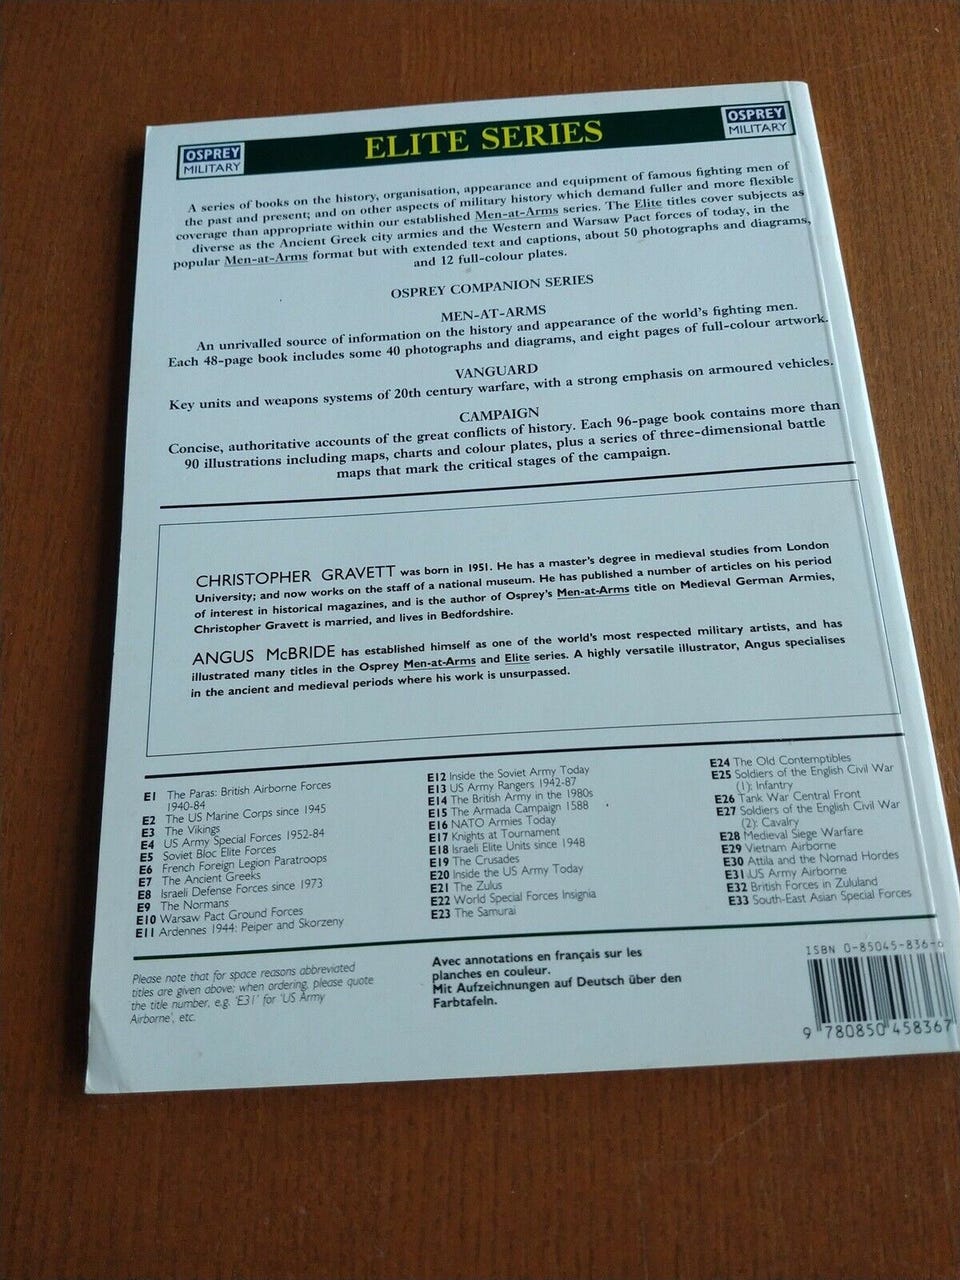 OSPREY
MILITARY
ELITE SERIES
OSPREY
MILITARY
A series of books on the history, organisation, appearance and equipment of famous fighting men of
the past and present; and on other aspects of military history which demand fuller and more flexible
coverage than appropriate within our established Men-at-Arms series. The Elite titles cover subjects as
diverse as the Ancient Greek city armies and the Western and Warsaw Pact forces of today, in the
popular Men-at-Arms format but with extended text and captions, about 50 photographs and diagrams,
and 12 full-colour plates.
OSPREY COMPANION SERIES
MEN-AT-ARMS
An unrivalled source of information on the history and appearance of the world's fighting men.
Each 48-page book includes some 40 photographs and diagrams, and eight pages of full-colour artwork.
VANGUARD
Key units and weapons systems of 20th century warfare, with a strong emphasis on armoured vehicles.
CAMPAIGN
Concise, authoritative accounts of the great conflicts of history. Each 96-page book contains more than
90 illustrations including maps, charts and colour plates, plus a series of three-dimensional battle
maps that mark the critical stages of the campaign.
CHRISTOPHER GRAVETT was born in 1951. He has a master's degree in medieval studies from London
University; and now works on the staff of a national museum. He has published a number of articles on his period
of interest in historical magazines, and is the author of Osprey's Men-at-Arms title on Medieval German Armies,
Christopher Gravett is married, and lives in Bedfordshire.
ANGUS McBRIDE has established himself as one of the world's most respected military artists, and has
illustrated many titles in the Osprey Men-at-Arms and Elite series. A highly versatile illustrator, Angus specialises
in the ancient and medieval periods where his work is unsurpassed.
E1 The Paras: British Airborne Forces
1940-84
E2 The US Marine Corps since 1945
E3 The Vikings
E4 US Army Special Forces 1952-84
E5 Soviet Bloc Elite Forces
E6 French Foreign Legion Paratroops
E7 The Ancient Greeks
E8 Israeli Defense Forces since 1973
E9 The Normans
E10 Warsaw Pact Ground Forces
E11 Ardennes 1944: Peiper and Skorzeny
E12 Inside the Soviet Army Today
E13 US Army Rangers 1942-87
E14 The British Army in the 1980s
E15 The Armada Campaign 1588
E16 NATO Armies Today
E17 Knights at Tournament
E18 Israeli Elite Units since 1948
E19 The Crusades
E20 Inside the US Army Today
E21 The Zulus
E22 World Special Forces Insignia
E23 The Samurai
E24 The Old Contemptibles
E25 Soldiers of the English Civil War
(1): Infantry
E26 Tank War Central Front
E27 Soldiers of the English Civil War
(2): Cavalry
E28 Medieval Siege Warfare
E29 Vietnam Airborne
E30 Attila and the Nomad Hordes
E31 US Army Airborne
E32 British Forces in Zululand
E33 South-East Asian Special Forces
Please note that for space reasons abbreviated
titles are given above; when ordering, please quote
the title number, e.g. 'E31' for 'US Army
Airborne', etc.
Avec annotations en français sur les
planches en couleur.
Mit Aufzeichnungen auf Deutsch über den
Farbtafeln.
ISBN 0-85045-836-6
9 780850 458367